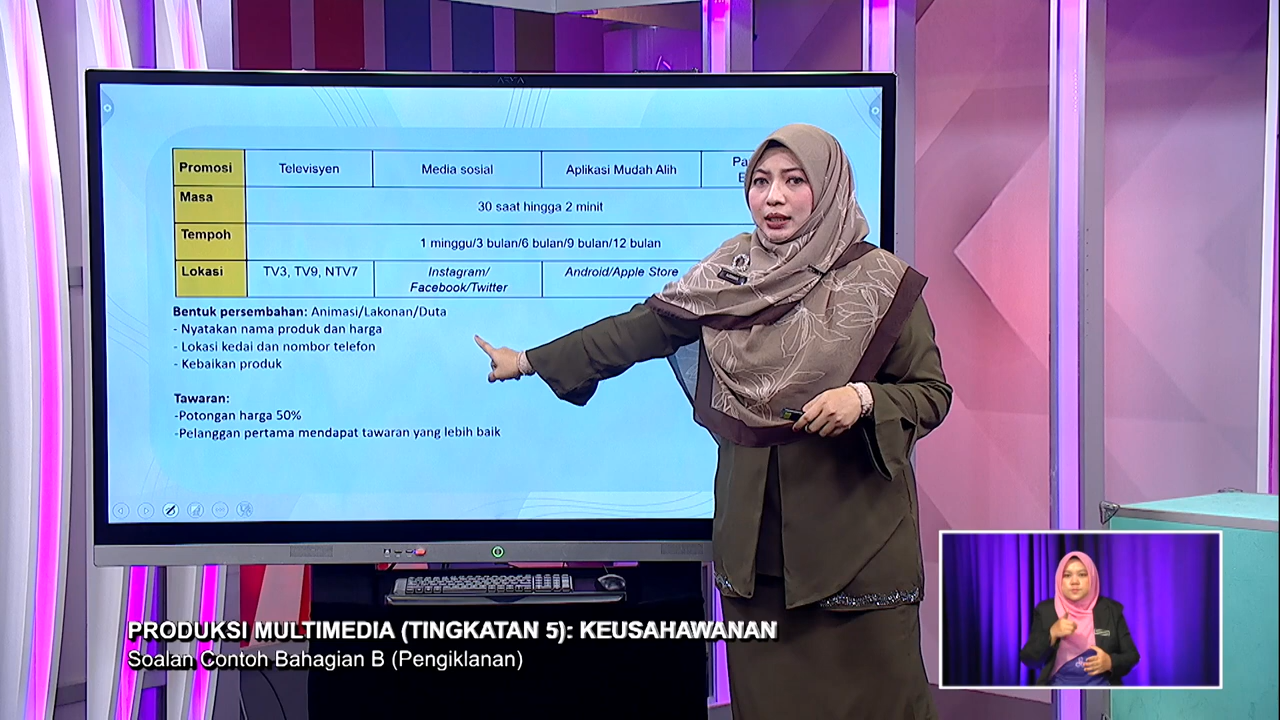 Promosi
Televisyen
Media sosial
Aplikasi Mudah Alih
Masa
30 saat hingga 2 minit
Tempoh
1 minggu/3 bulan/6 bulan/9 bulan/12 bulan
Lokasi
TV3, TV9, NTV7
Instagram/
Facebook/Twitter
Android/Apple Store
Bentuk persembahan: Animasi/Lakonan/Duta
- Nyatakan nama produk dan harga
- Lokasi kedai dan nombor telefon
- Kebaikan produk
Tawaran:
-Potongan harga 50%
-Pelanggan pertama mendapat tawaran yang lebih baik
PRODUKSI MULTIMEDIA (TINGKATAN 5): KEUSAHAWANAN
Soalan Contoh Bahagian B (Pengiklanan)